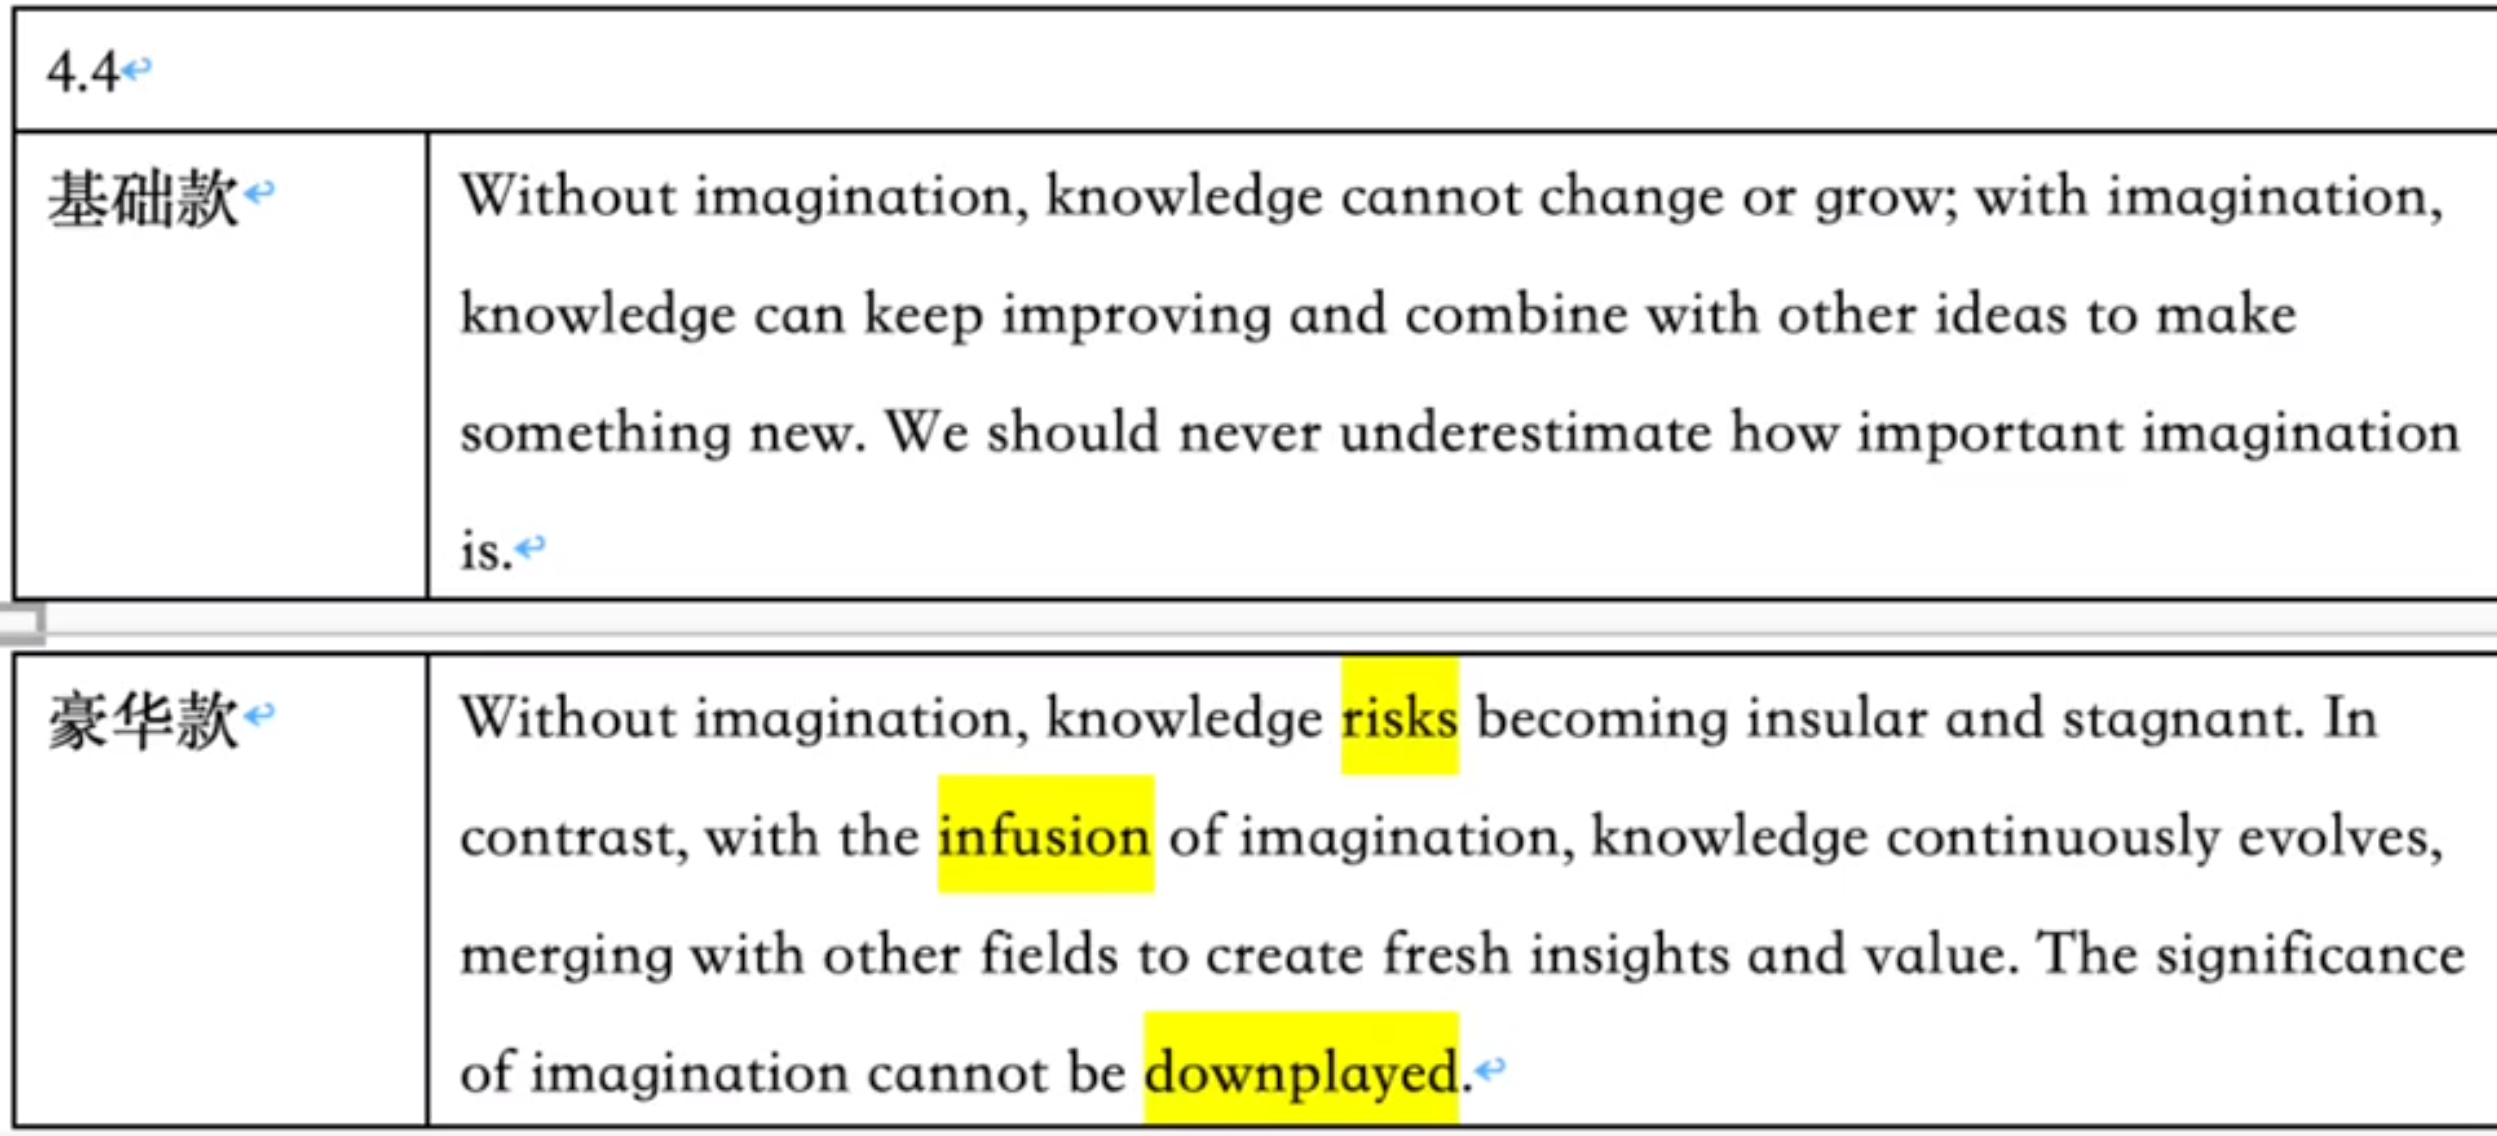 4.4
基础款
Without imagination, knowledge cannot change or grow; with imagination,
knowledge can keep improving and combine with other ideas to make
something new. We should never underestimate how important imagination
is.
豪华款
Without imagination, knowledge risks becoming insular and stagnant. In
contrast, with the infusion of imagination, knowledge continuously evolves,
merging with other fields to create fresh insights and value. The significance
of imagination cannot be downplayed.